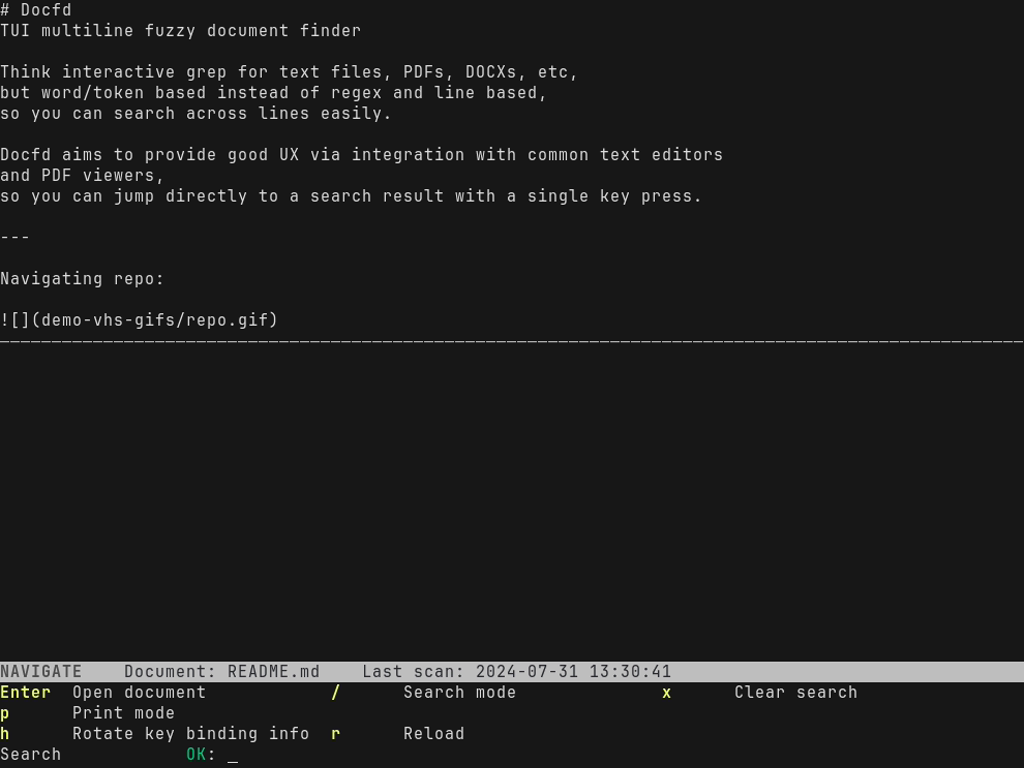 # Docfd
TUI multiline fuzzy document finder
Think interactive grep for text files, PDFs, DOCXs, etc,
but word/token based instead of regex and line based,
so you can search across lines easily.
Docfd aims to provide good UX via integration with common text editors
and PDF viewers,
so you can jump directly to a search result with a single key press.
---
Navigating repo:
![](demo-vhs-gifs/repo.gif)
NAVIGATE    Document: README.md    Last scan: 2024-07-31 13:30:41
Enter  Open document            /      Search mode              x      Clear search
p      Print mode
h      Rotate key binding info  r      Reload
Search            OK: _